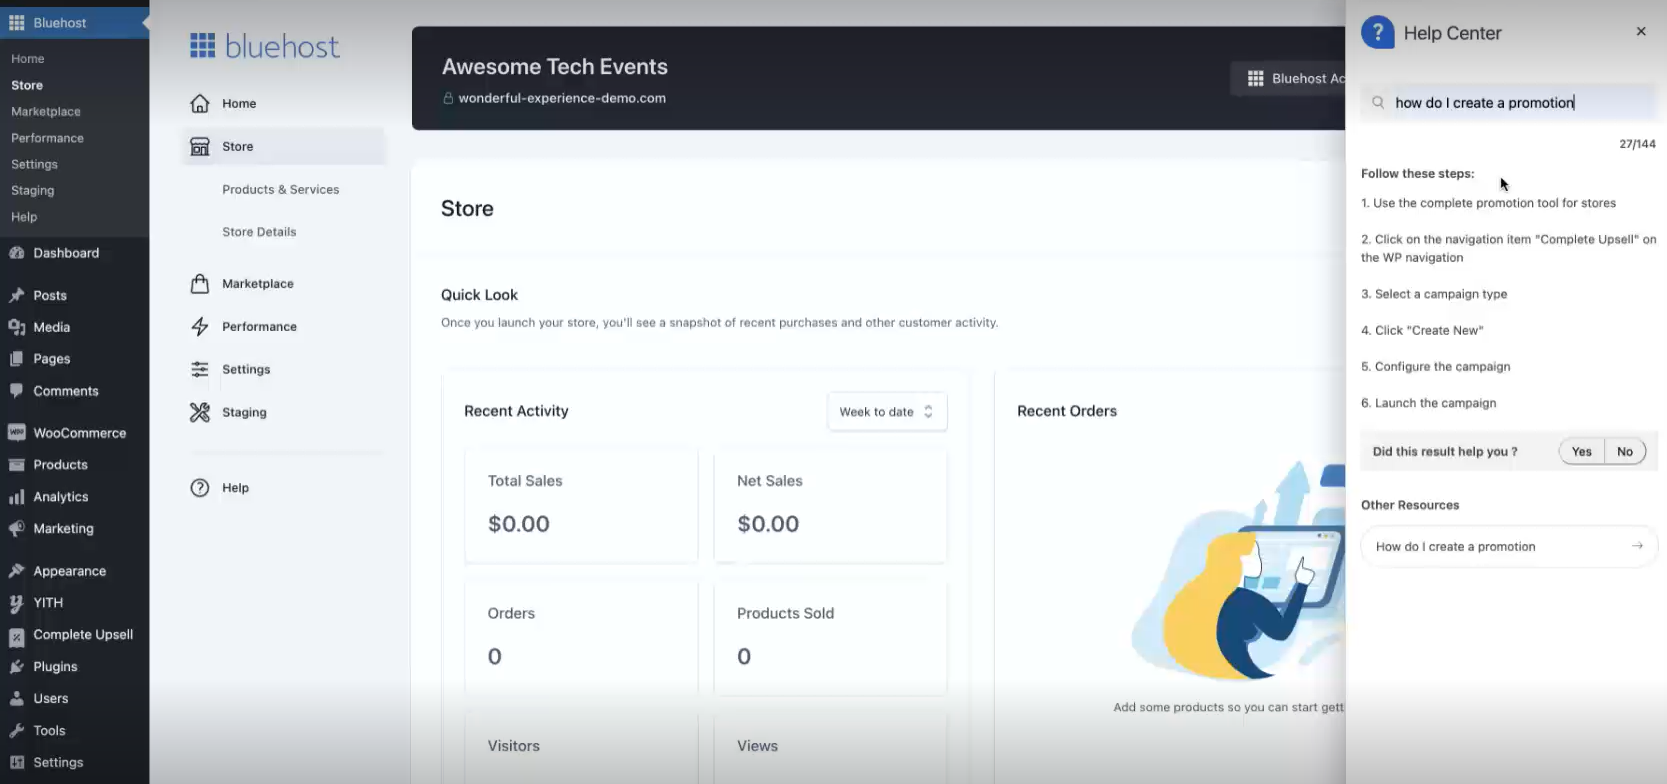 Bluehost
Home
Store
Marketplace
Performance
Settings
Staging
Help
Dashboard
Posts
Media
Pages
Comments
WooCommerce
Products
Analytics
Marketing
Appearance
YITH
Complete Upsell
Plugins
Users
Tools
Settings
bluehost
Home
Store
Products & Services
Store Details
Marketplace
Performance
Settings
Staging
Help
Awesome Tech Events
wonderful-experience-demo.com
Bluehost Ac
Store
Quick Look
Once you launch your store, you'll see a snapshot of recent purchases and other customer activity.
Recent Activity
Week to date
Total Sales
$0.00
Net Sales
$0.00
Orders
0
Products Sold
0
Visitors
Views
Recent Orders
Add some products so you can start gett
? Help Center
how do I create a promotion
27/144
Follow these steps:
1. Use the complete promotion tool for stores
2. Click on the navigation item "Complete Upsell" on
the WP navigation
3. Select a campaign type
4. Click "Create New"
5. Configure the campaign
6. Launch the campaign
Did this result help you ?
Yes
No
Other Resources
How do I create a promotion